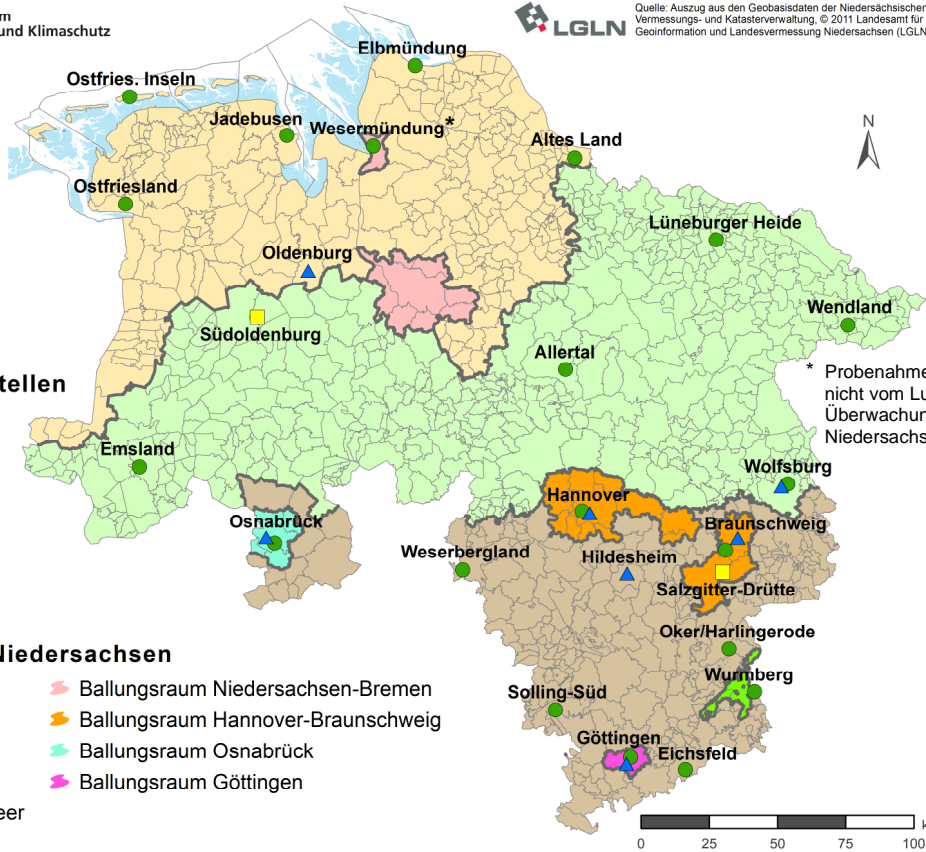 m
und Klimaschutz
LGLN
Quelle: Auszug aus den Geobasisdaten der Niedersächsischen
Vermessungs- und Katasterverwaltung, © 2011 Landesamt für
Geoinformation und Landesvermessung Niedersachsen (LGLN
Elbmündung
Ostfries. Inseln
Jadebusen
Wesermündung *
N
Altes Land
Ostfriesland
Lüneburger Heide
Oldenburg
Wendland
Südoldenburg
Allertal
tellen
* Probenahme
nicht vom Lu
Überwachun
Niedersachs
Emsland
Wolfsburg
Hannover
Osnabrück
Braunschweig
Weserbergland
Hildesheim
Salzgitter-Drütte
Oker/Harlingerode
Niedersachsen
Wurmberg
Ballungsraum Niedersachsen-Bremen
Solling-Süd
Ballungsraum Hannover-Braunschweig
Göttingen
Ballungsraum Osnabrück
Eichsfeld
Ballungsraum Göttingen
eer
k
0 25 50 75 100